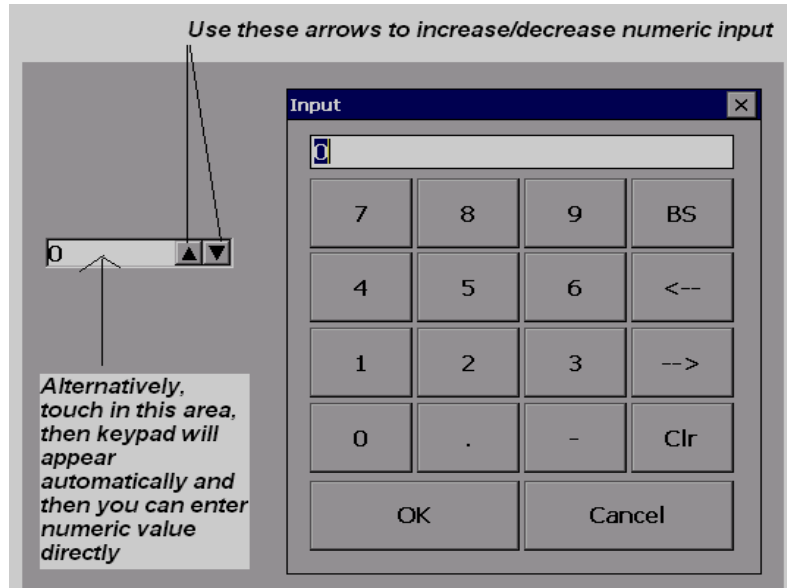 Use these arrows to increase/decrease numeric input
Input
0
7 8 9 BS
4 5 6 <--
1 2 3 -->
0 . - Clr
OK Cancel
0
Alternatively,
touch in this area,
then keypad will
appear
automatically and
then you can enter
numeric value
directly